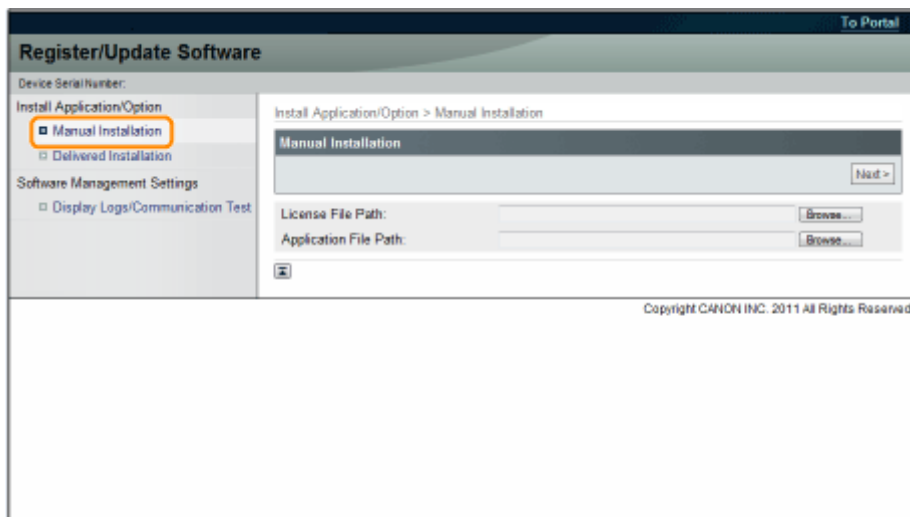 To Portal
Register/Update Software
Device Serial Number:
Install Application/Option
Manual Installation
Delivered Installation
Software Management Settings
Display Logs/Communication Test
Install Application/Option > Manual Installation
Manual Installation
Next >
License File Path:
Browse...
Application File Path:
Browse...
Copyright CANON INC. 2011 All Rights Reserved